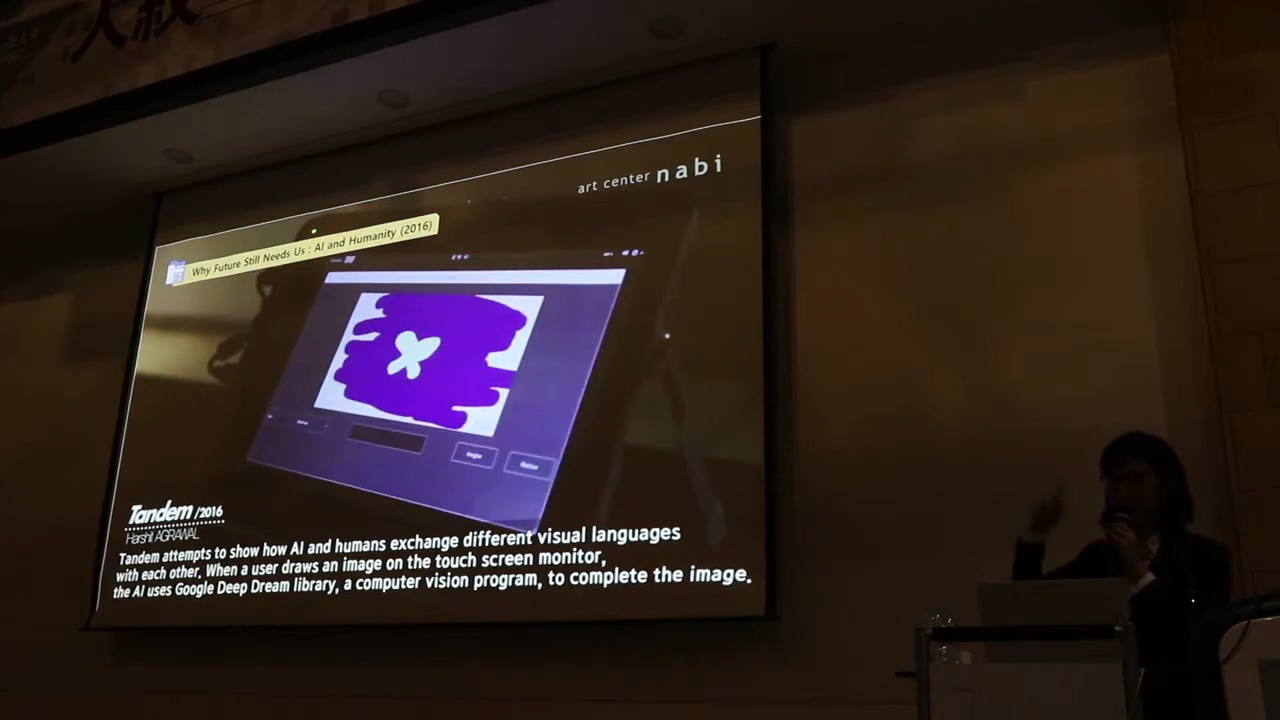 art center nabi
Why Future Still Needs Us : AI and Humanity (2016)
Tandem /2016
Harshit AGRAWAL
Tandem attempts to show how AI and humans exchange different visual languages
with each other. When a user draws an image on the touch screen monitor,
the AI uses Google Deep Dream library, a computer vision program, to complete the image.